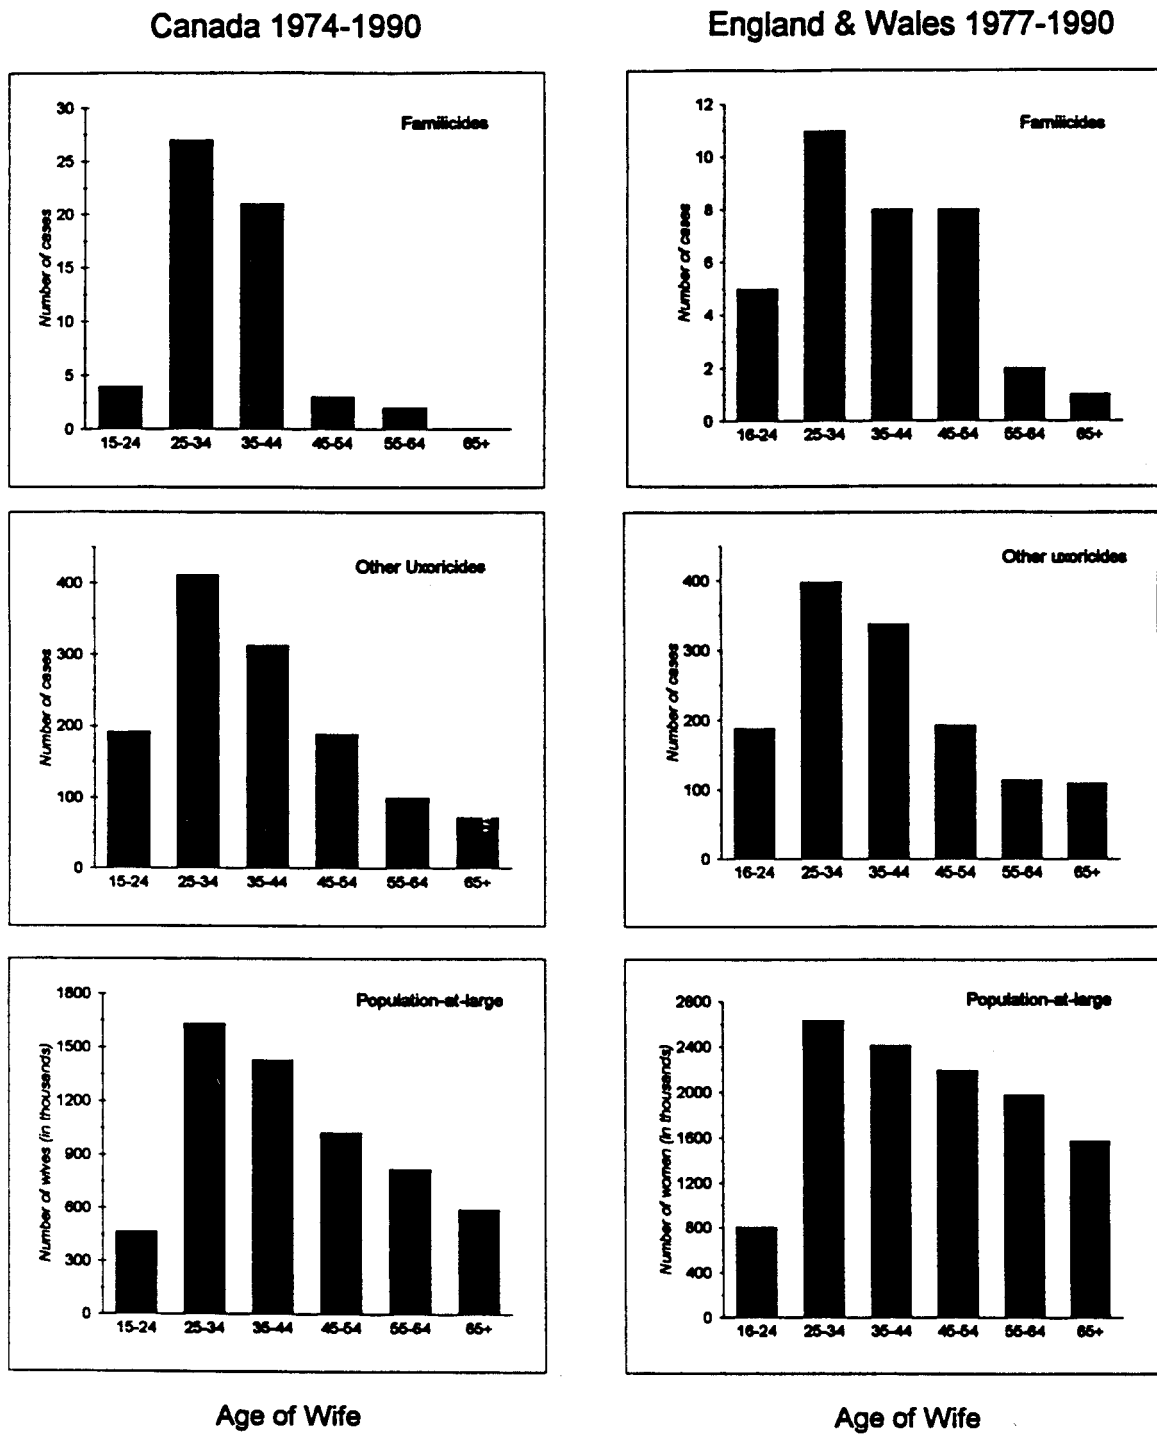 Canada 1974-1990
England & Wales 1977-1990
Familicides
Number of cases
30
25
20
15
10
5
0
15-24 25-34 35-44 45-54 55-64 65+
Familicides
Number of cases
12
10
8
6
4
2
0
16-24 25-34 35-44 45-54 55-64 65+
Other Uxoricides
Number of cases
400
300
200
100
0
15-24 25-34 35-44 45-54 55-64 65+
Other uxoricides
Number of cases
400
300
200
100
0
16-24 25-34 35-44 45-54 55-64 65+
Population-at-large
Number of wives (in thousands)
1800
1500
1200
900
600
300
0
15-24 25-34 35-44 45-54 55-64 65+
Population-at-large
Number of women (in thousands)
2800
2400
2000
1600
800
400
0
16-24 25-34 35-44 45-54 55-64 65+
Age of Wife
Age of Wife